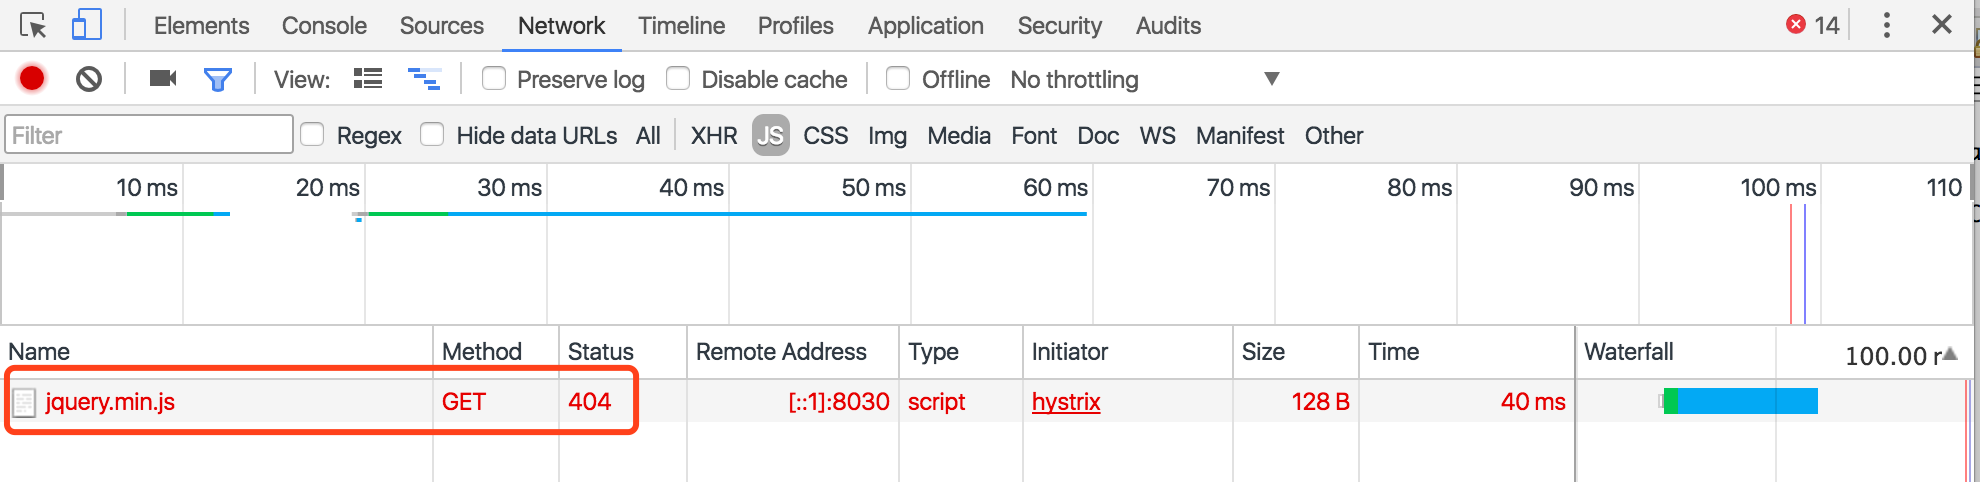 Elements Console Sources Network Timeline Profiles Application Security Audits 14
View: Preserve log Disable cache Offline No throttling
Filter Regex Hide data URLs All XHR JS CSS Img Media Font Doc WS Manifest Other
10 ms 20 ms 30 ms 40 ms 50 ms 60 ms 70 ms 80 ms 90 ms 100 ms 110
Name Method Status Remote Address Type Initiator Size Time Waterfall 100.00 r
jquery.min.js GET 404 [::1]:8030 script hystrix 128 B 40 ms